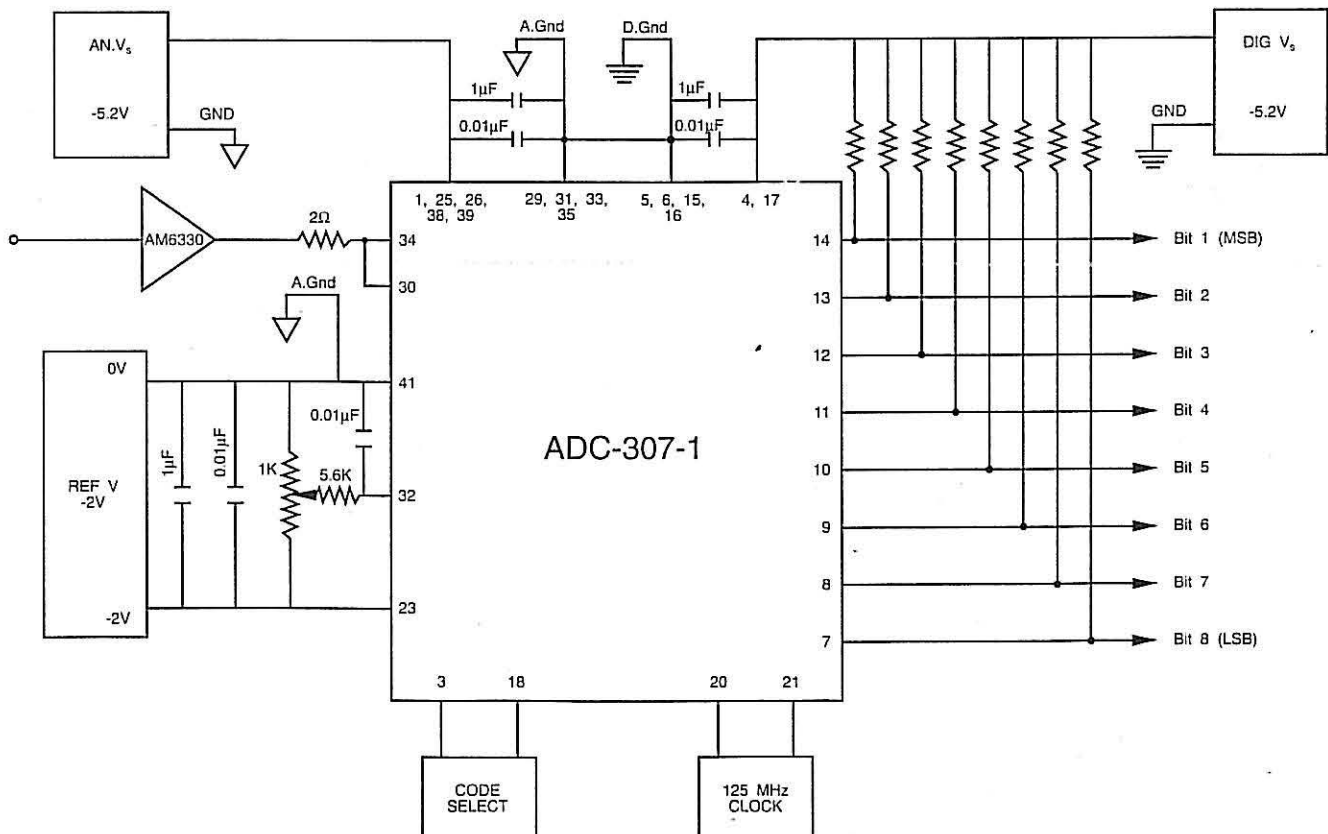 AN.Vs
-5.2V
GND
A.Gnd
D.Gnd
1µF
0.01µF
1µF
0.01µF
DIG Vs
-5.2V
GND
1, 25, 26,
38, 39
29, 31, 33,
35
5, 6, 15,
16
4, 17
AM6330
2Ω
34
30
A.Gnd
REF V
-2V
0V
-2V
1µF
0.01µF
1K
5.6K
0.01µF
41
32
23
ADC-307-1
14
Bit 1 (MSB)
13
Bit 2
12
Bit 3
11
Bit 4
10
Bit 5
9
Bit 6
8
Bit 7
7
Bit 8 (LSB)
3
18
20
21
CODE
SELECT
125 MHz
CLOCK